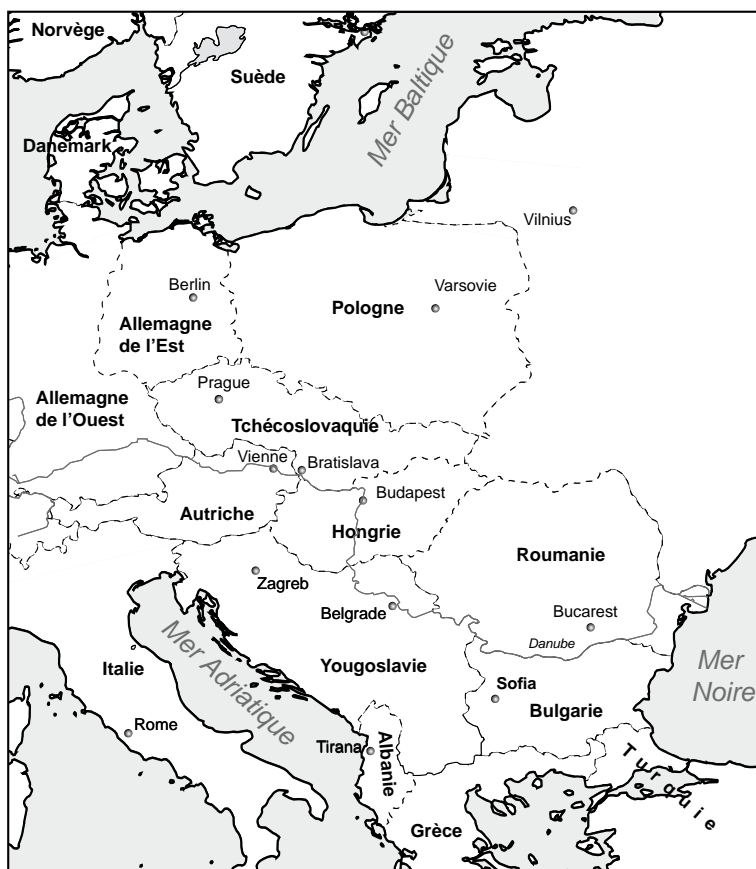 Norvège
Suède
Mer Baltique
Danemark
Vilnius
Berlin
Varsovie
Pologne
Allemagne
de l'Est
Prague
Allemagne
de l'Ouest
Tchécoslovaquie
Vienne
Bratislava
Budapest
Autriche
Hongrie
Roumanie
Zagreb
Belgrade
Bucarest
Danube
Mer Adriatique
Italie
Yougoslavie
Mer
Noire
Sofia
Bulgarie
Rome
Tirana
Albanie
Turquie
Grèce